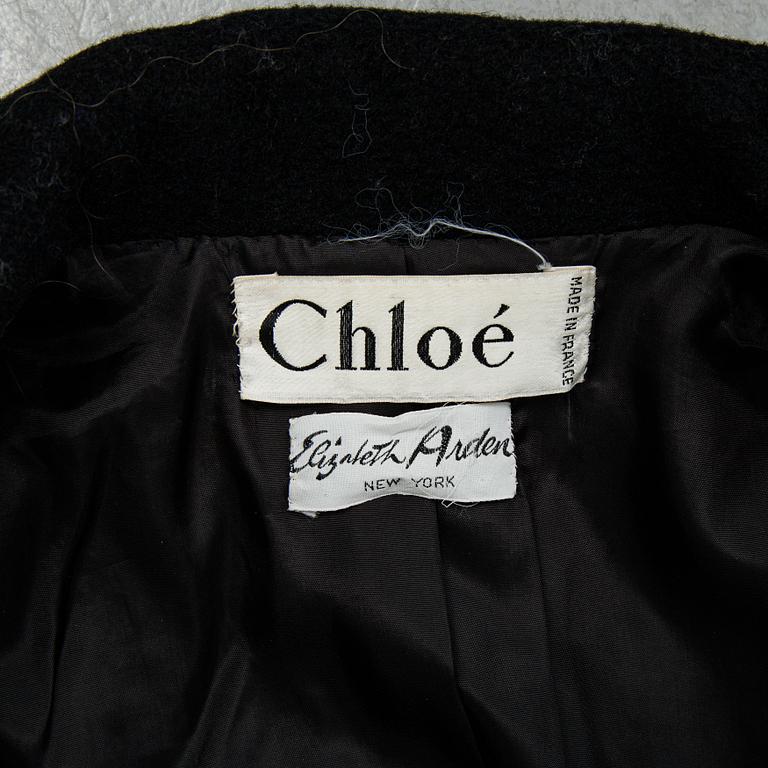 Chloé
MADE IN FRANCE
Elizabeth Arden
NEW YORK